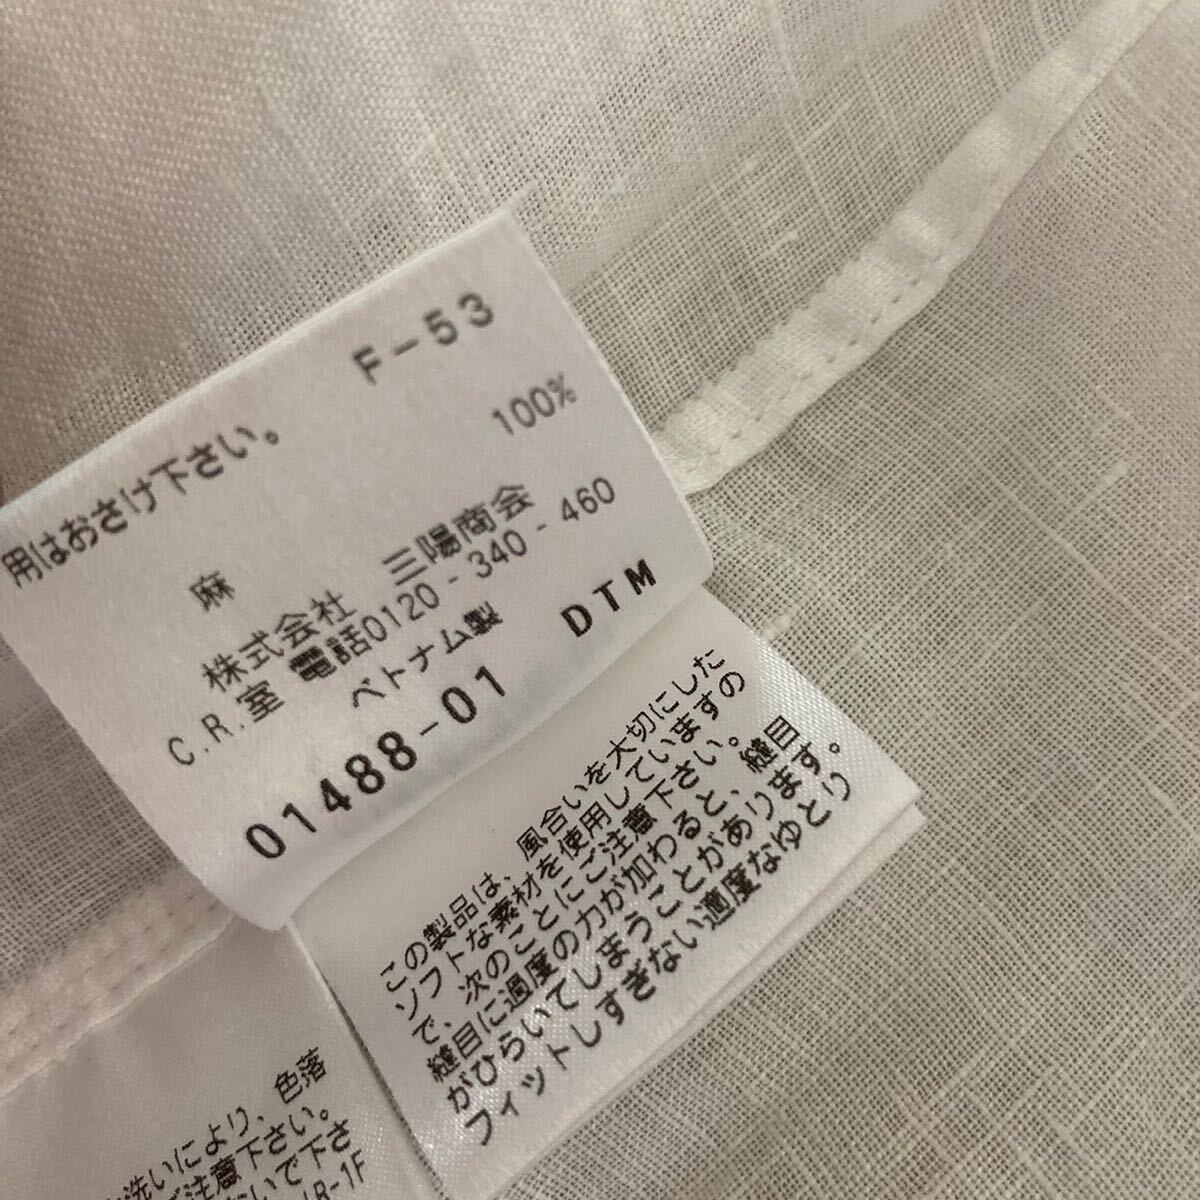 用はおさけ下さい。
F-53
麻 100%
株式会社 三陽商会
C.R.室 電話0120-340-460
ベトナム製
01488-01 DTM
この製品は、風合いを大切にした
ソフトな素材を使用していますの
で、次のことにご注意下さい。
縫目に過度の力が加わると、縫目
がひらいてしまうことがあります。
フィットしすぎない適度なゆとり
洗いにより、色落
ご注意下さい。
ないで下さ
R-1F